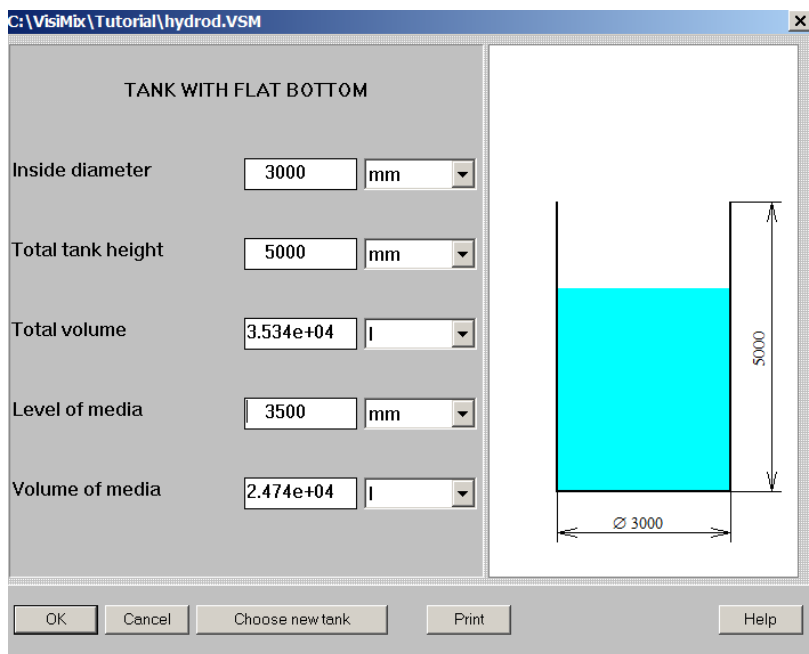 C:\VisiMix\Tutorial\hydrod.VSM
TANK WITH FLAT BOTTOM
Inside diameter 3000 mm
Total tank height 5000 mm
Total volume 3.534e+04 l
Level of media 3500 mm
Volume of media 2.474e+04 l
5000
∅ 3000
OK Cancel Choose new tank Print Help